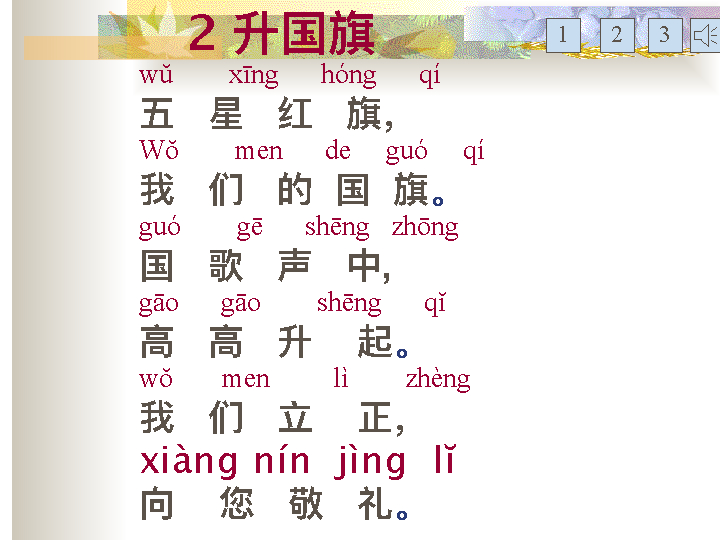 2 升国旗 1 2 3
wǔ xīng hóng qí
五 星 红 旗，
Wǒ men de guó qí
我 们 的 国 旗。
guó gē shēng zhōng
国 歌 声 中，
gāo gāo shēng qǐ
高 高 升 起。
wǒ men lì zhèng
我 们 立 正，
xiàng nín jìng lǐ
向 您 敬 礼。